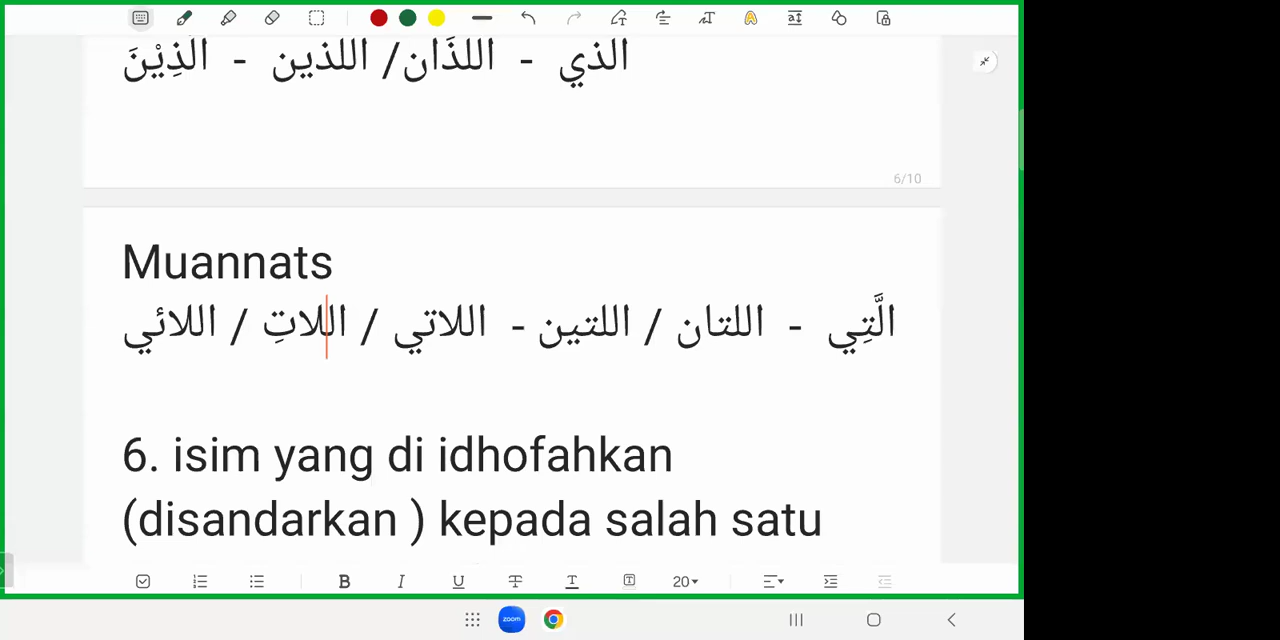 الذي - اللذَان/ اللذين - الَذِيْنَ
6/10
Muannats
الَّتِي - اللتان / اللتين - اللاتي / اللاتِ / اللائي
6. isim yang di idhofahkan
(disandarkan ) kepada salah satu
B I U T T T 20
zoom